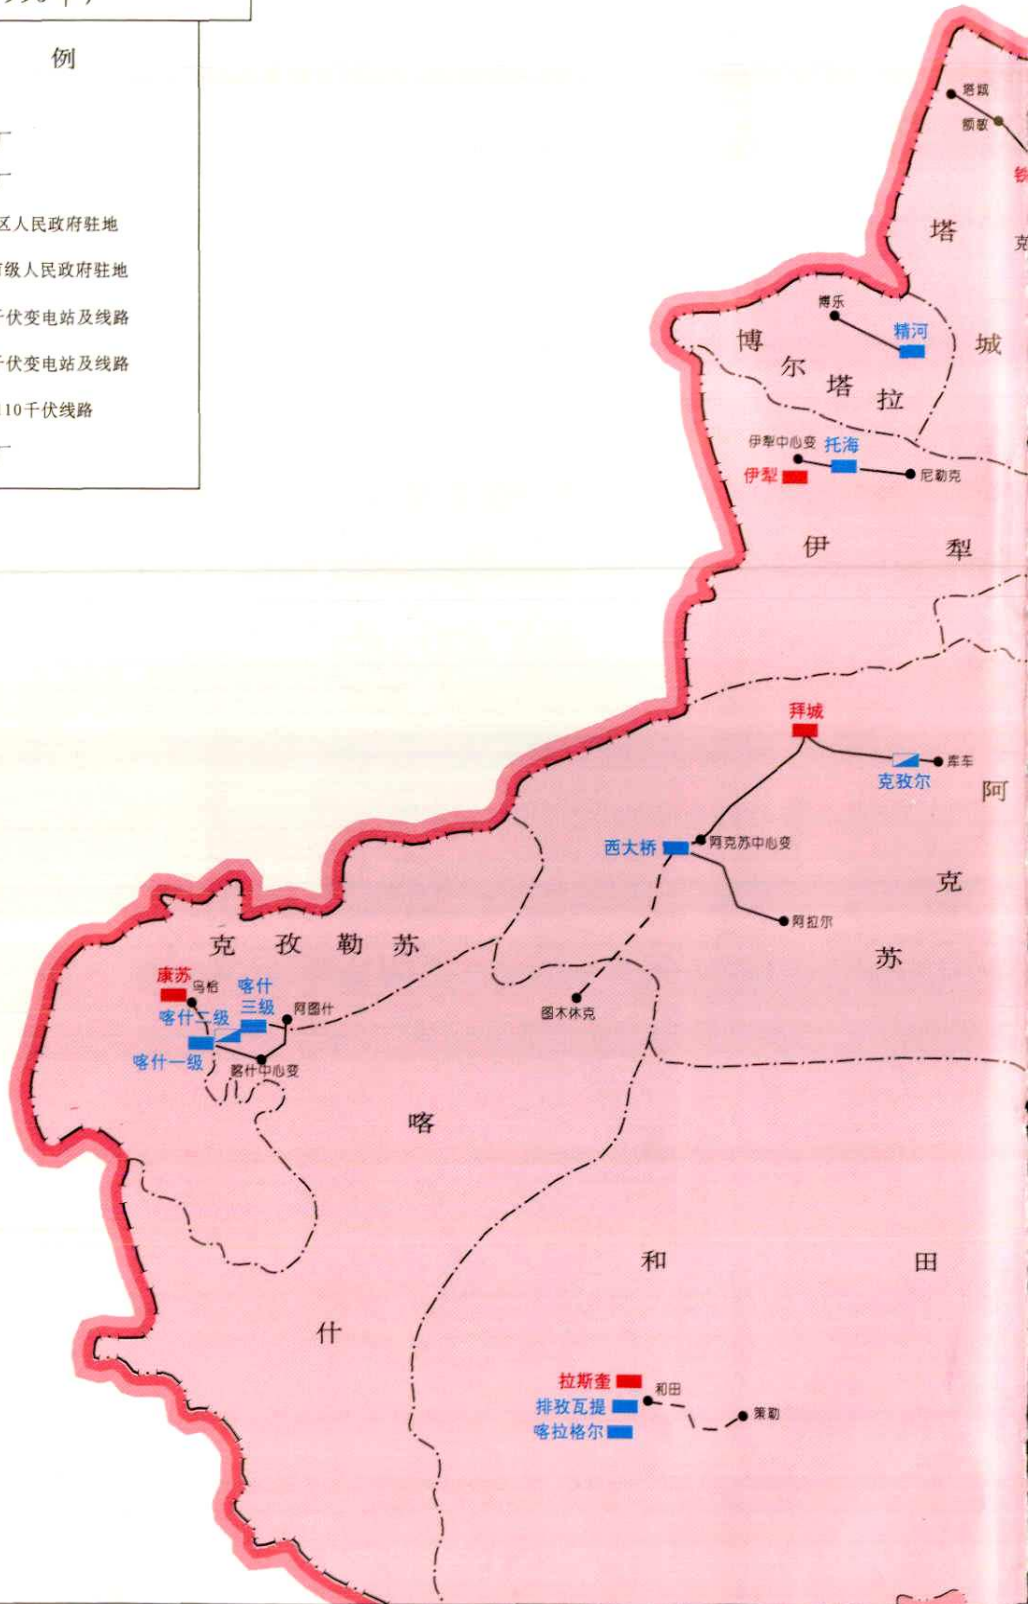 例
区人民政府驻地
级人民政府驻地
千伏变电站及线路
千伏变电站及线路
110千伏线路
塔城
额敏
塔
克
博乐
精河
城
博
尔
塔
拉
伊犁中心变
托海
伊犁
尼勒克
伊
犁
拜城
库车
克孜尔
阿
西大桥
阿克苏中心变
克
阿拉尔
苏
克
孜
勒
苏
康苏
乌恰
喀什
三级
阿图什
喀什二级
图木休克
喀什一级
喀什中心变
喀
和
田
什
拉斯奎
和田
排孜瓦提
策勒
喀拉格尔